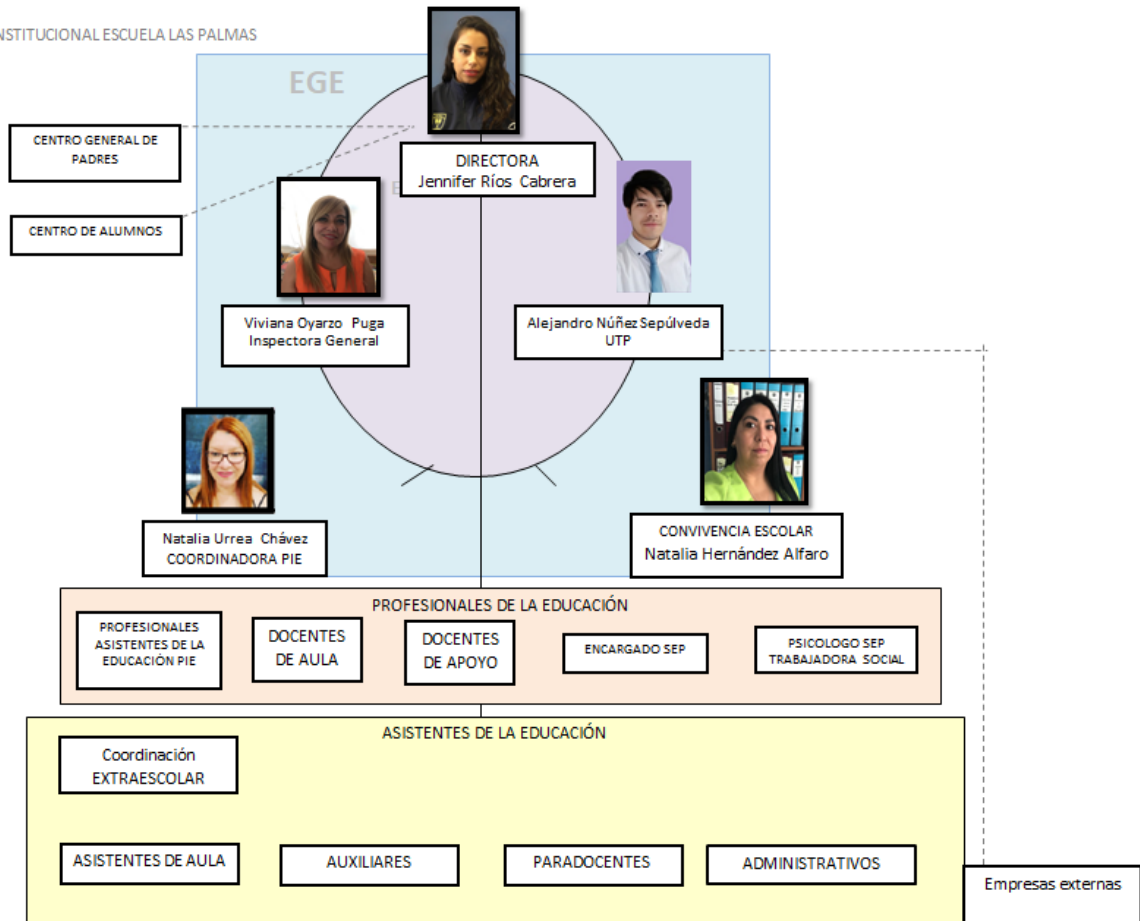 NSTITUCIONAL ESCUELA LAS PALMAS
EGE
CENTRO GENERAL DE
PADRES
CENTRO DE ALUMNOS
DIRECTORA
Jennifer Ríos Cabrera
Viviana Oyarzo Puga
Inspectora General
Alejandro Núñez Sepúlveda
UTP
Natalia Urrea Chávez
COORDINADORA PIE
CONVIVENCIA ESCOLAR
Natalia Hernández Alfaro
PROFESIONALES DE LA EDUCACIÓN
PROFESIONALES
ASISTENTES DE LA
EDUCACIÓN PIE
DOCENTES
DE AULA
DOCENTES
DE APOYO
ENCARGADO SEP
PSICOLOGO SEP
TRABAJADORA SOCIAL
ASISTENTES DE LA EDUCACIÓN
Coordinación
EXTRAESCOLAR
ASISTENTES DE AULA
AUXILIARES
PARADOCENTES
ADMINISTRATIVOS
Empresas externas